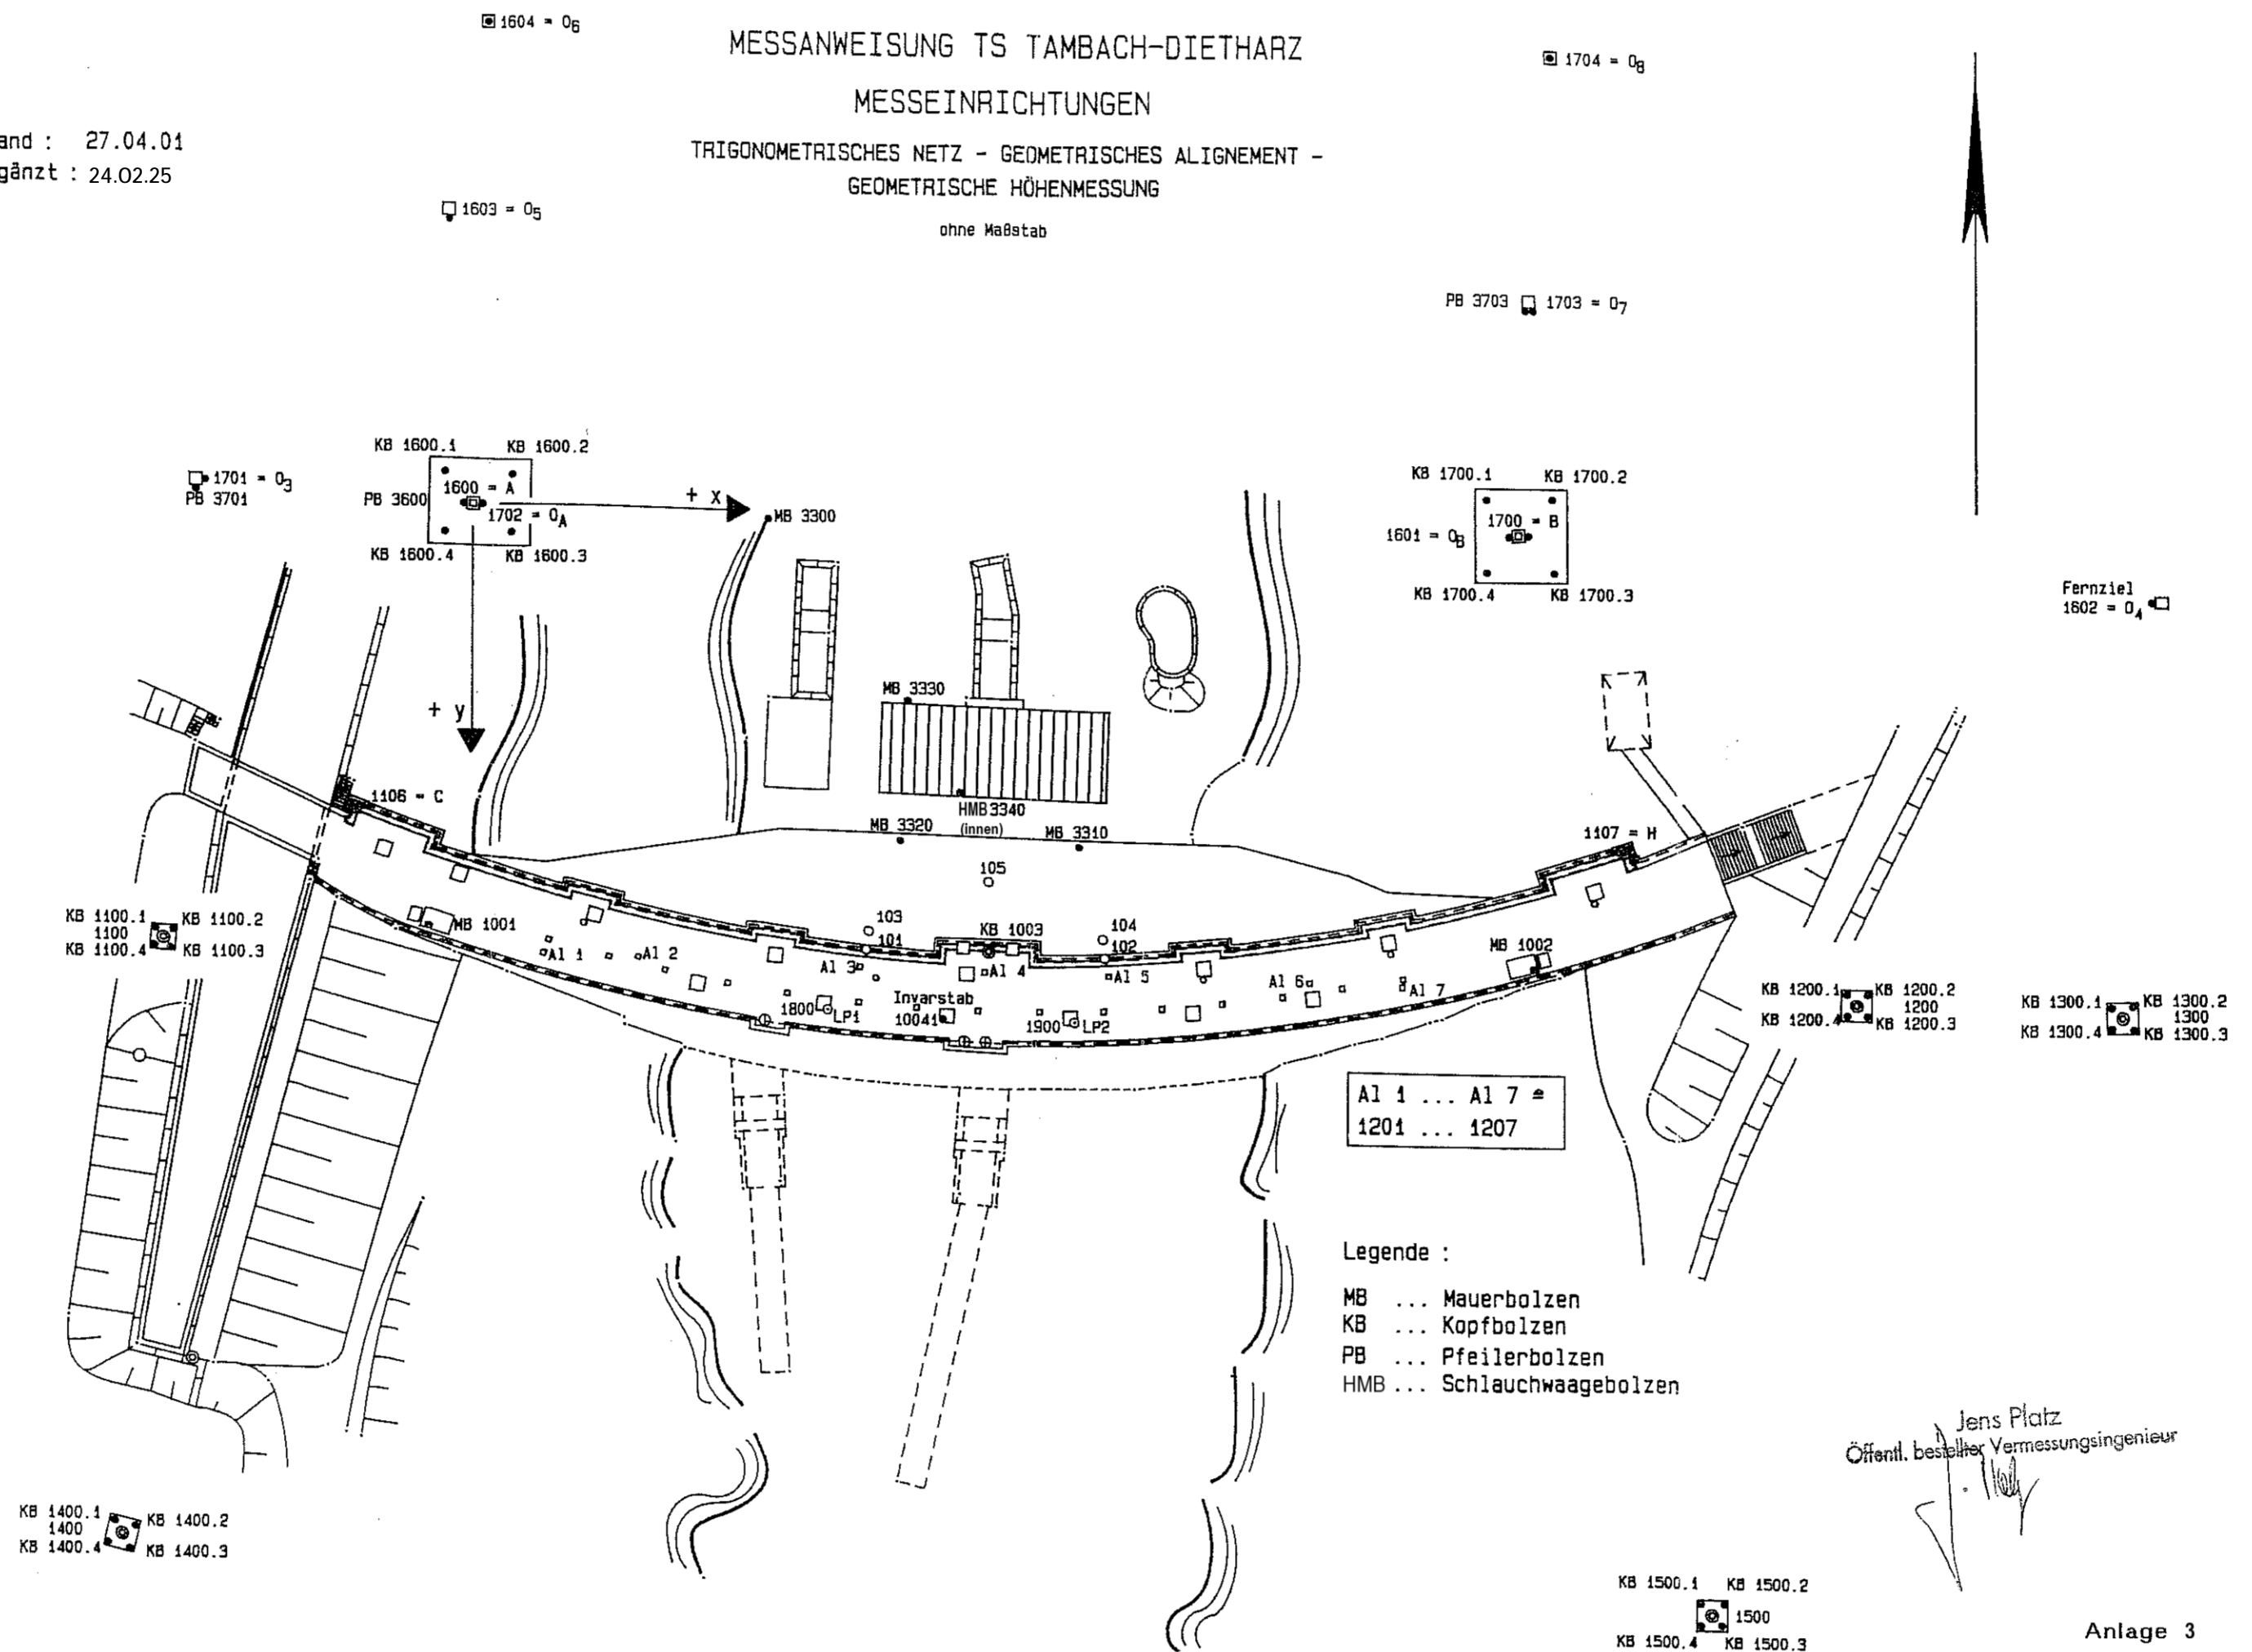 1604 = O6
MESSANWEISUNG TS TAMBACH-DIETHARZ
1704 = O8
MESSEINRICHTUNGEN
and : 27.04.01
TRIGONOMETRISCHES NETZ - GEOMETRISCHES ALIGNEMENT -
gänzt : 24.02.25
GEOMETRISCHE HÖHENMESSUNG
1603 = O5
ohne Maßstab
PB 3703 1703 = O7
KB 1600.1 KB 1600.2
1701 = O3
PB 3701
1600 = A
PB 3600
1702 = OA
KB 1600.4 KB 1600.3
+ x
MB 3300
KB 1700.1 KB 1700.2
1700 = B
1601 = OB
KB 1700.4 KB 1700.3
Fernziel
1602 = O4
+ y
MB 3330
1106 = C
HMB3340
(innen)
MB 3320
MB 3310
1107 = H
105
103
101
KB 1003
104
102
KB 1100.1 KB 1100.2
1100
KB 1100.4 KB 1100.3
MB 1001
Al 1
Al 2
Al 3
Al 4
Al 5
Al 6
Al 7
MB 1002
Invarstab
10041
1800 LP1
1900 LP2
KB 1200.1 KB 1200.2
1200
KB 1200.4 KB 1200.3
KB 1300.1 KB 1300.2
1300
KB 1300.4 KB 1300.3
Al 1 ... Al 7 ≙
1201 ... 1207
Legende :
MB ... Mauerbolzen
KB ... Kopfbolzen
PB ... Pfeilerbolzen
HMB ... Schlauchwaagebolzen
Jens Platz
Öffentl. bestellter Vermessungsingenieur
KB 1400.1 KB 1400.2
1400
KB 1400.4 KB 1400.3
KB 1500.1 KB 1500.2
1500
KB 1500.4 KB 1500.3
Anlage 3